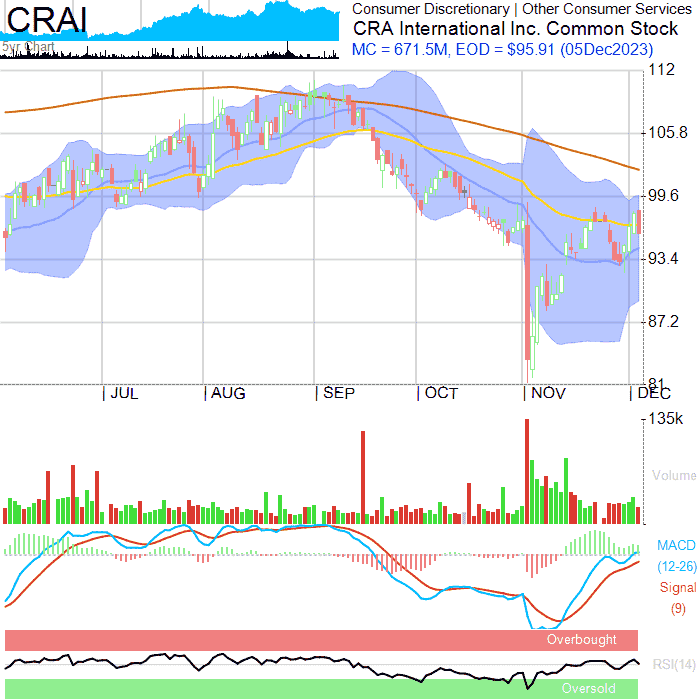 CRAI
5yr Chart
Consumer Discretionary | Other Consumer Services
CRA International Inc. Common Stock
MC = 671.5M, EOD = $95.91 (05Dec2023)
112
105.8
99.6
93.4
87.2
81
JUL
AUG
SEP
OCT
NOV
DEC
135k
Volume
MACD
(12-26)
Signal
(9)
Overbought
RSI(14)
Oversold